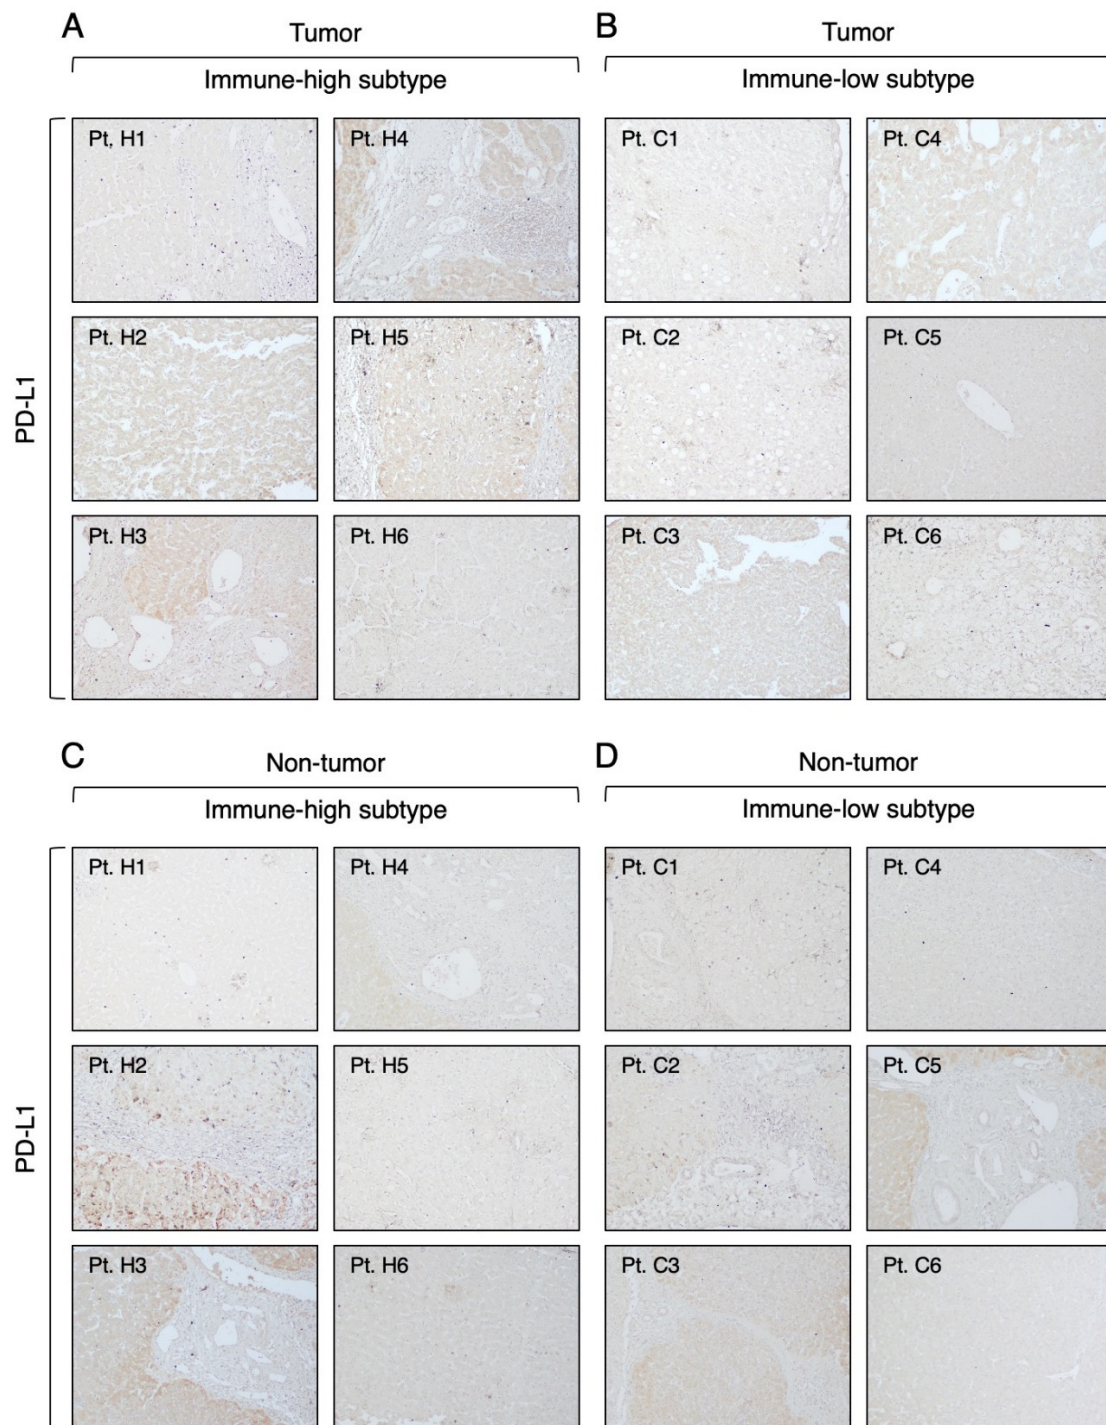 A
Tumor
Immune-high subtype
B
Tumor
Immune-low subtype
PD-L1
Pt, H1
Pt. H4
Pt. C1
Pt. C4
Pt. H2
Pt. H5
Pt. C2
Pt. C5
Pt. H3
Pt. H6
Pt. C3
Pt. C6
C
Non-tumor
Immune-high subtype
D
Non-tumor
Immune-low subtype
PD-L1
Pt. H1
Pt. H4
Pt. C1
Pt. C4
Pt. H2
Pt. H5
Pt. C2
Pt. C5
Pt. H3
Pt. H6
Pt. C3
Pt. C6